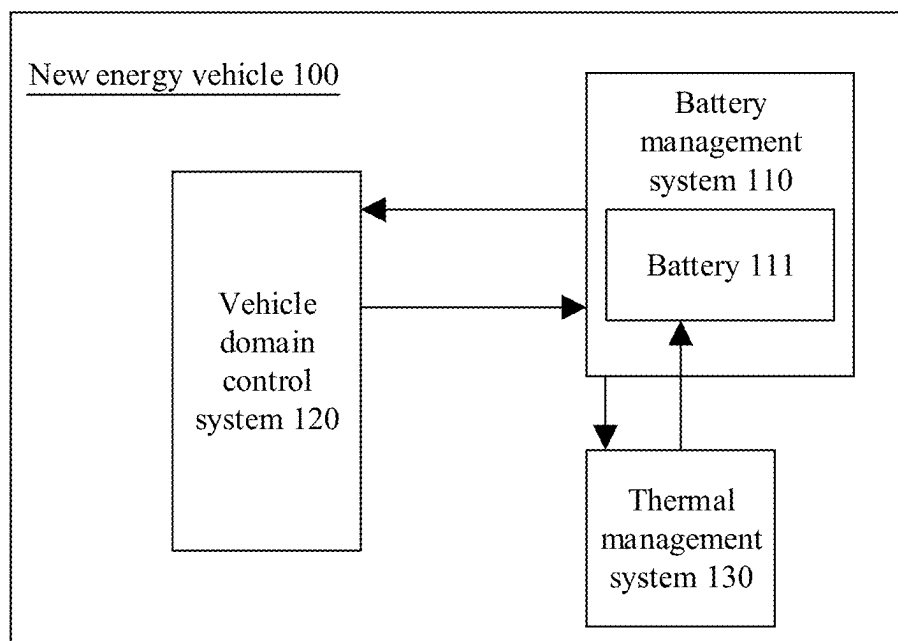 New energy vehicle 100
Battery
management
system 110
Battery 111
Vehicle
domain
control
system 120
Thermal
management
system 130